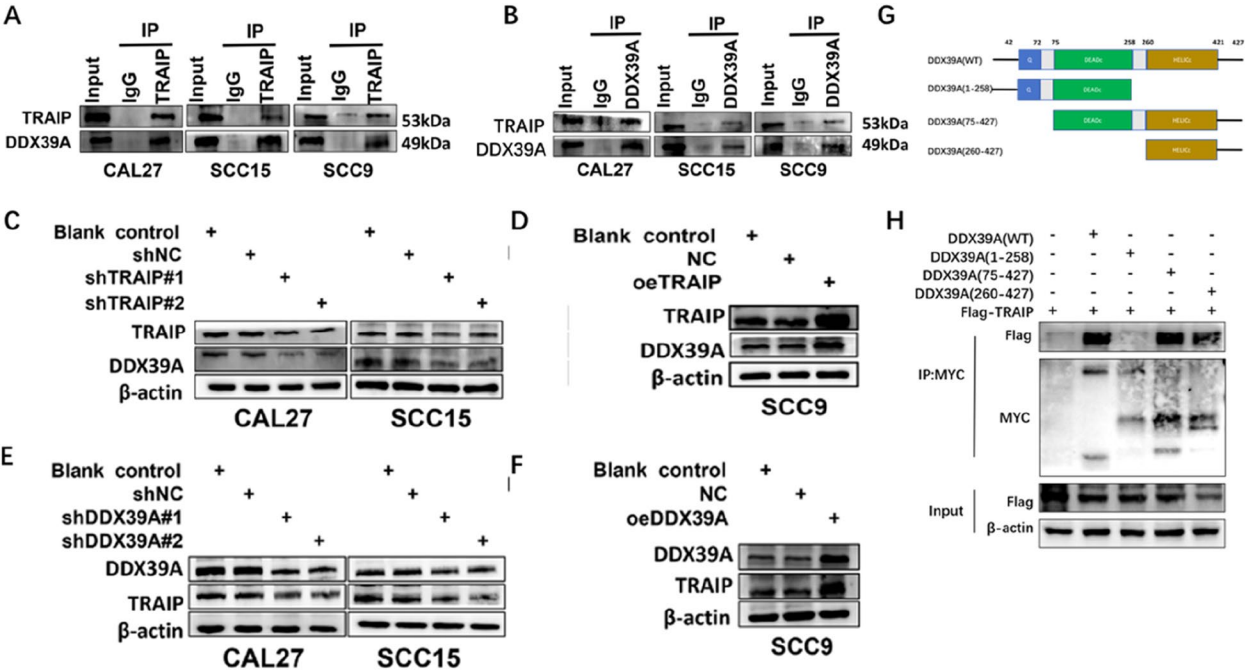 A
IP
IP
IP
Input
IgG
TRAIP
Input
IgG
TRAIP
Input
IgG
TRAIP
TRAIP
53kDa
DDX39A
49kDa
CAL27
SCC15
SCC9
B
IP
IP
IP
Input
IgG
DDX39A
Input
IgG
DDX39A
Input
IgG
DDX39A
TRAIP
53kDa
DDX39A
49kDa
CAL27
SCC15
SCC9
G
42 72 75 258 260 421 427
DDX39A(WT)
Q DEADc HELICc
DDX39A(1-258)
Q DEADc
DDX39A(75-427)
DEADc HELICc
DDX39A(260-427)
HELICc
C
Blank control + +
shNC + +
shTRAIP#1 + +
shTRAIP#2 + +
TRAIP
DDX39A
β-actin
CAL27
SCC15
D
Blank control +
NC +
oeTRAIP +
TRAIP
DDX39A
β-actin
SCC9
H
DDX39A(WT) - + - - -
DDX39A(1-258) - - + - -
DDX39A(75-427) - - - + -
DDX39A(260-427) - - - - +
Flag-TRAIP + + + + +
IP:MYC
Flag
MYC
Input
Flag
β-actin
E
Blank control + +
shNC + +
shDDX39A#1 + +
shDDX39A#2 + +
DDX39A
TRAIP
β-actin
CAL27
SCC15
F
Blank control +
NC +
oeDDX39A +
DDX39A
TRAIP
β-actin
SCC9